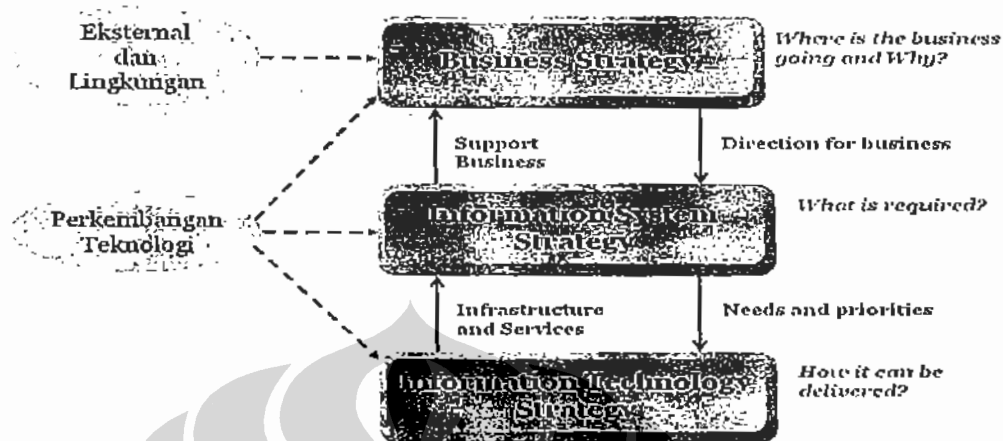 Eksternal
dan
Lingkungan
Business Strategy
Where is the business
going and Why?
Support
Business
Direction for business
Perkembangan
Teknologi
Information System
Strategy
What is required?
Infrastructure
and Services
Needs and priorities
Information Technology
Strategy
How it can be
delivered?